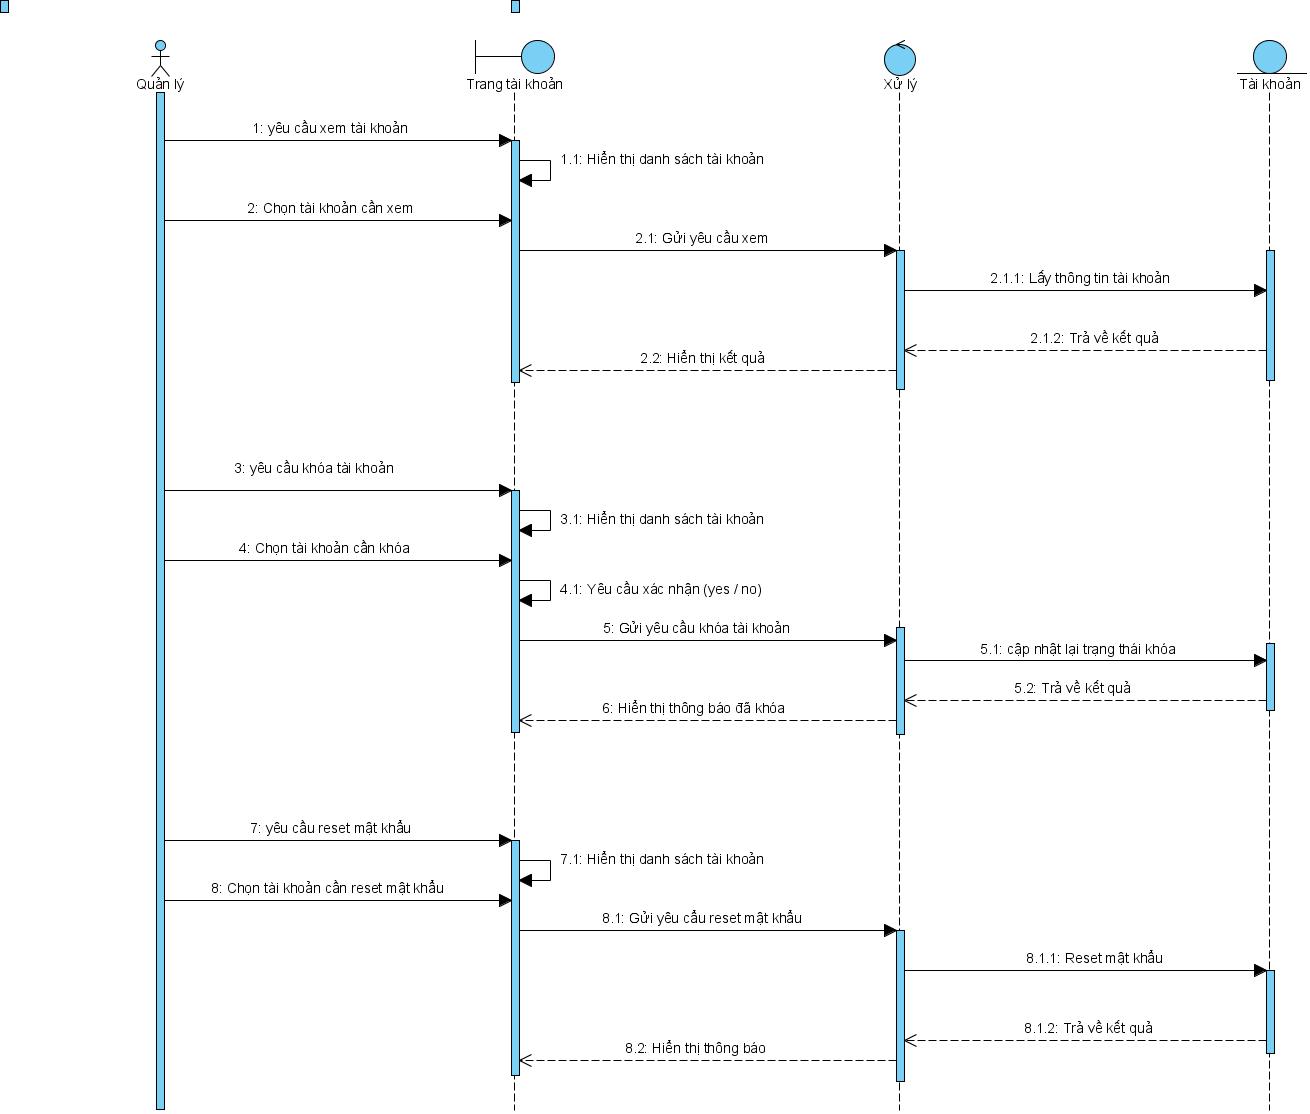 Quản lý
Trang tài khoản
Xử lý
Tài khoản
1: yêu cầu xem tài khoản
1.1: Hiển thị danh sách tài khoản
2: Chọn tài khoản cần xem
2.1: Gửi yêu cầu xem
2.1.1: Lấy thông tin tài khoản
2.1.2: Trả về kết quả
2.2: Hiển thị kết quả
3: yêu cầu khóa tài khoản
3.1: Hiển thị danh sách tài khoản
4: Chọn tài khoản cần khóa
4.1: Yêu cầu xác nhận (yes / no)
5: Gửi yêu cầu khóa tài khoản
5.1: cập nhật lại trạng thái khóa
5.2: Trả về kết quả
6: Hiển thị thông báo đã khóa
7: yêu cầu reset mật khẩu
7.1: Hiển thị danh sách tài khoản
8: Chọn tài khoản cần reset mật khẩu
8.1: Gửi yêu cầu reset mật khẩu
8.1.1: Reset mật khẩu
8.1.2: Trả về kết quả
8.2: Hiển thị thông báo